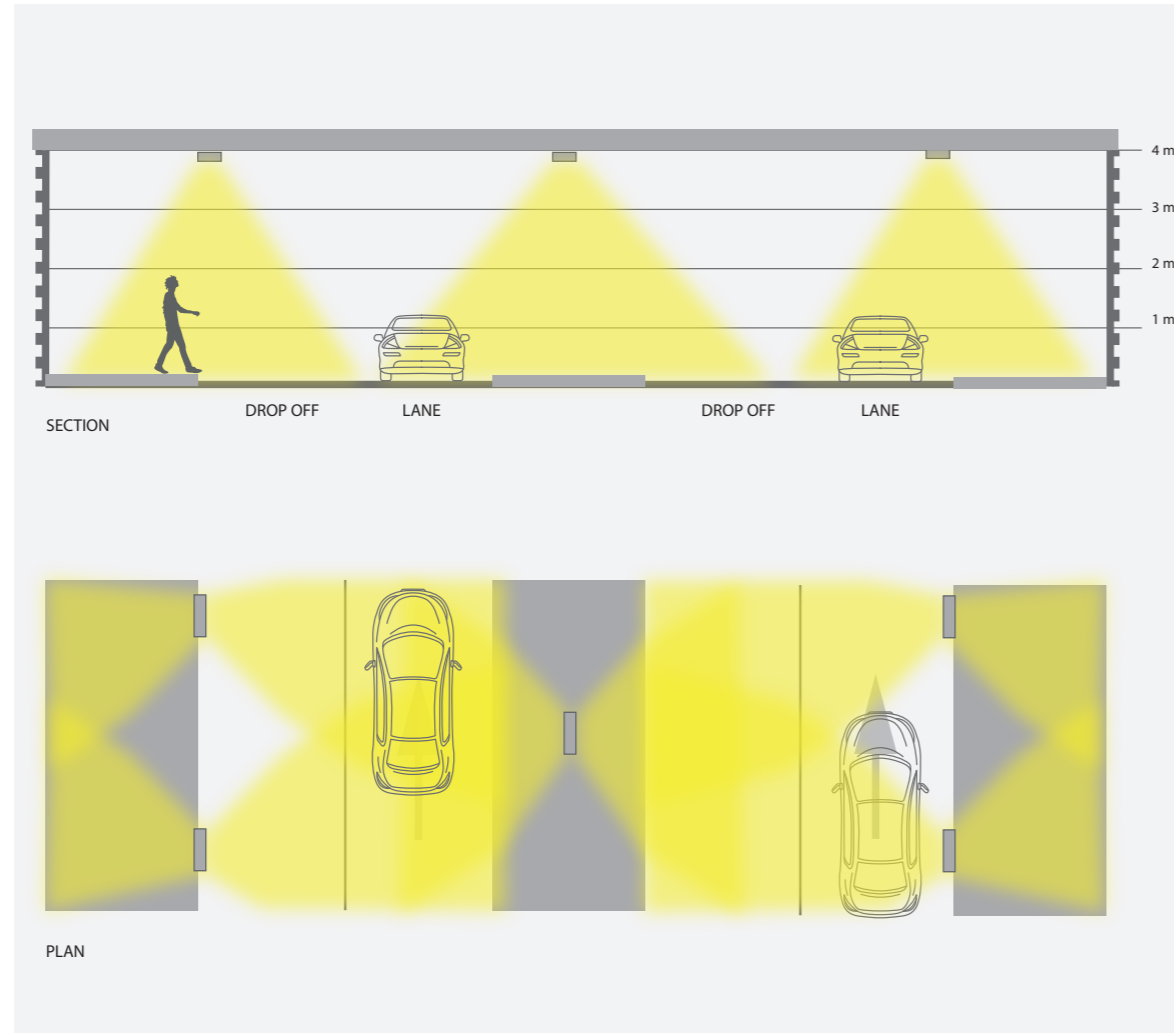 4 m
3 m
2 m
1 m
DROP OFF LANE DROP OFF LANE
SECTION
PLAN